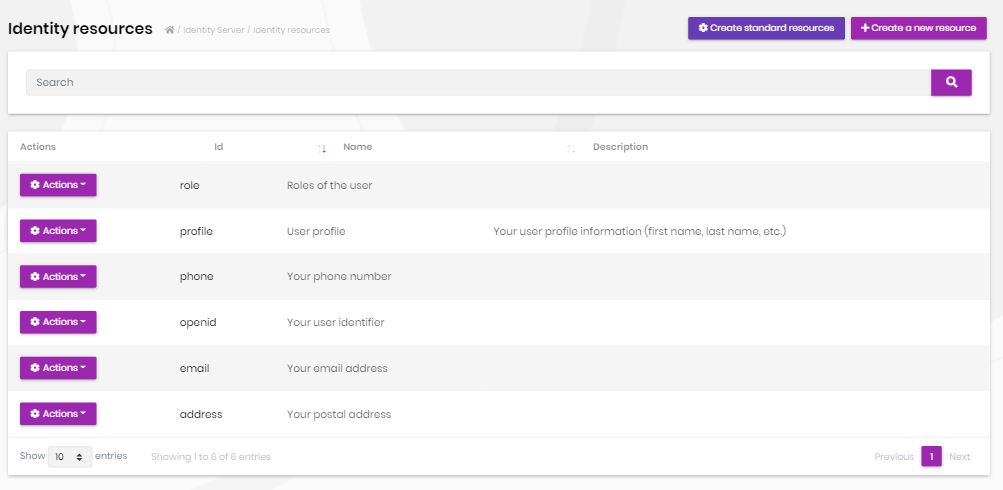 Identity resources / Identity Server / Identity resources Create standard resources Create a new resource
Search
Actions Id Name Description
Actions role Roles of the user
Actions profile User profile Your user profile information (first name, last name, etc.)
Actions phone Your phone number
Actions openid Your user identifier
Actions email Your email address
Actions address Your postal address
Show 10 entries Showing 1 to 6 of 6 entries Previous 1 Next